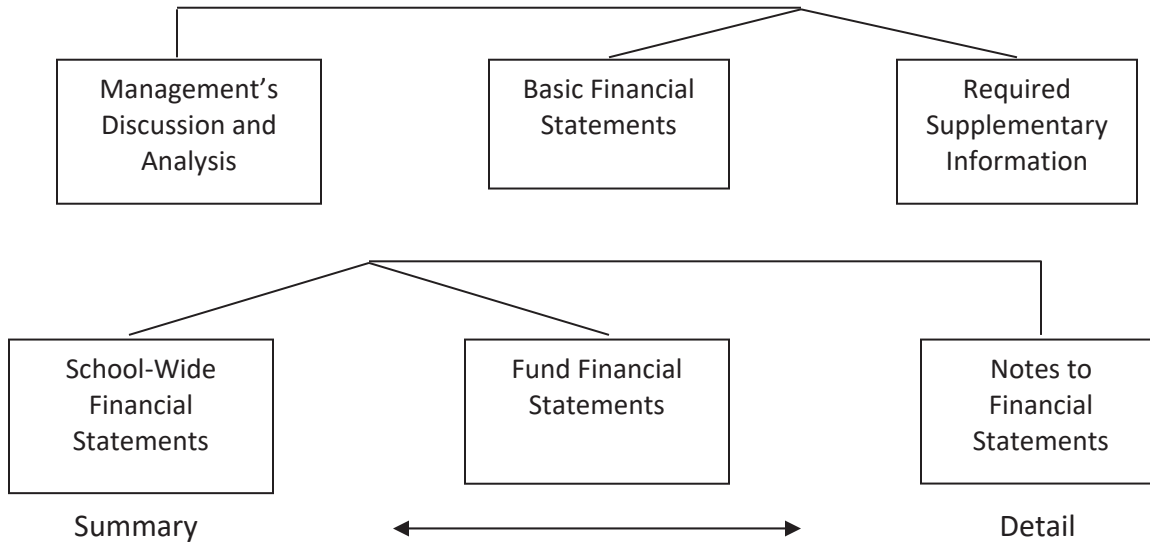 Management’s
Discussion and
Analysis
Basic Financial
Statements
Required
Supplementary
Information
School-Wide
Financial
Statements
Fund Financial
Statements
Notes to
Financial
Statements
Summary
Detail